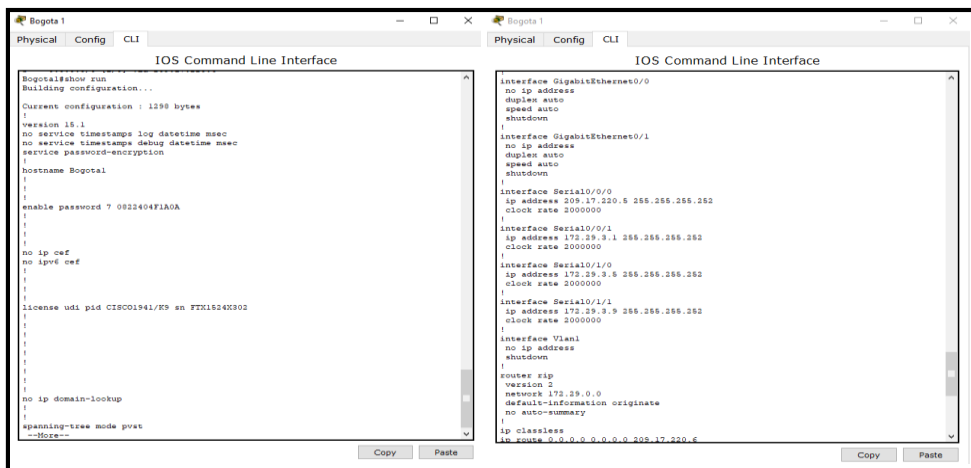 Bogota 1
Physical Config CLI
IOS Command Line Interface
Bogota1#show run
Building configuration...
Current configuration : 1290 bytes
!
version 15.1
no service timestamps log datetime msec
no service timestamps debug datetime msec
service password-encryption
!
hostname Bogota1
!
!
!
enable password 7 0822404F1A0A
!
!
!
!
no ip cef
no ipv6 cef
!
!
!
!
license udi pid CISCO1941/K9 sn FTX1524X302
!
!
!
!
!
!
!
!
!
no ip domain-lookup
!
!
spanning-tree mode pvst
--More--
Copy Paste
Bogota 1
Physical Config CLI
IOS Command Line Interface
interface GigabitEthernet0/0
no ip address
duplex auto
speed auto
shutdown
!
interface GigabitEthernet0/1
no ip address
duplex auto
speed auto
shutdown
!
interface Serial0/0/0
ip address 209.17.220.5 255.255.255.252
clock rate 2000000
!
interface Serial0/0/1
ip address 172.29.3.1 255.255.255.252
clock rate 2000000
!
interface Serial0/1/0
ip address 172.29.3.5 255.255.255.252
clock rate 2000000
!
interface Serial0/1/1
ip address 172.29.3.9 255.255.255.252
clock rate 2000000
!
interface Vlan1
no ip address
shutdown
!
router rip
version 2
network 172.29.0.0
default-information originate
no auto-summary
!
ip classless
ip route 0.0.0.0 0.0.0.0 209.17.220.6
Copy Paste